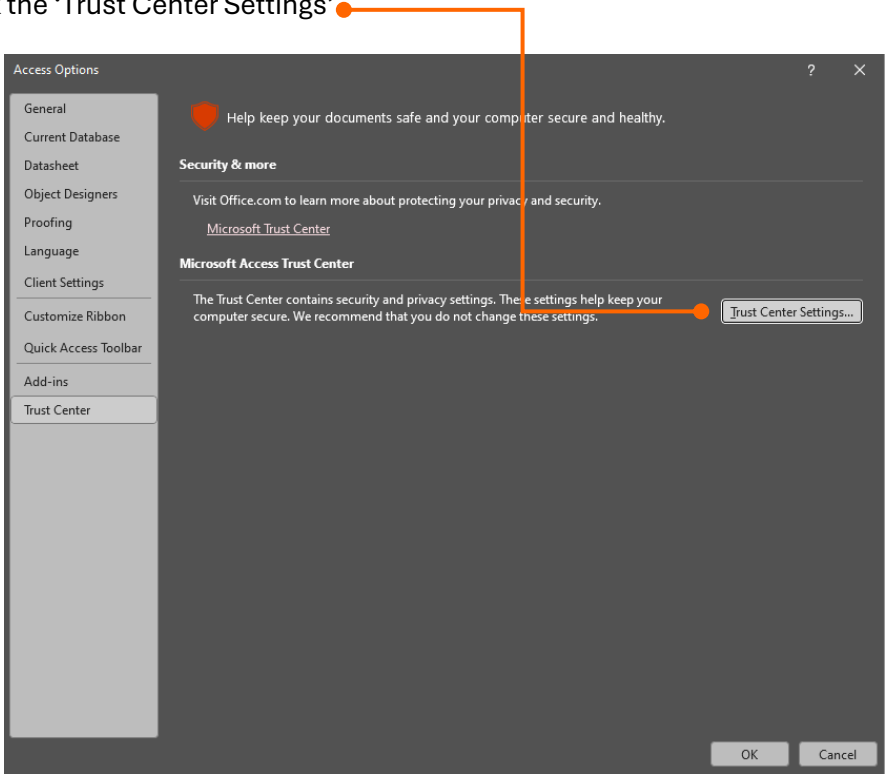 the 'Trust Center Settings'
Access Options
?
×
General
Current Database
Datasheet
Object Designers
Proofing
Language
Client Settings
Customize Ribbon
Quick Access Toolbar
Add-ins
Trust Center
Help keep your documents safe and your computer secure and healthy.
Security & more
Visit Office.com to learn more about protecting your privacy and security.
Microsoft Trust Center
Microsoft Access Trust Center
The Trust Center contains security and privacy settings. These settings help keep your
computer secure. We recommend that you do not change these settings.
Trust Center Settings...
OK
Cancel